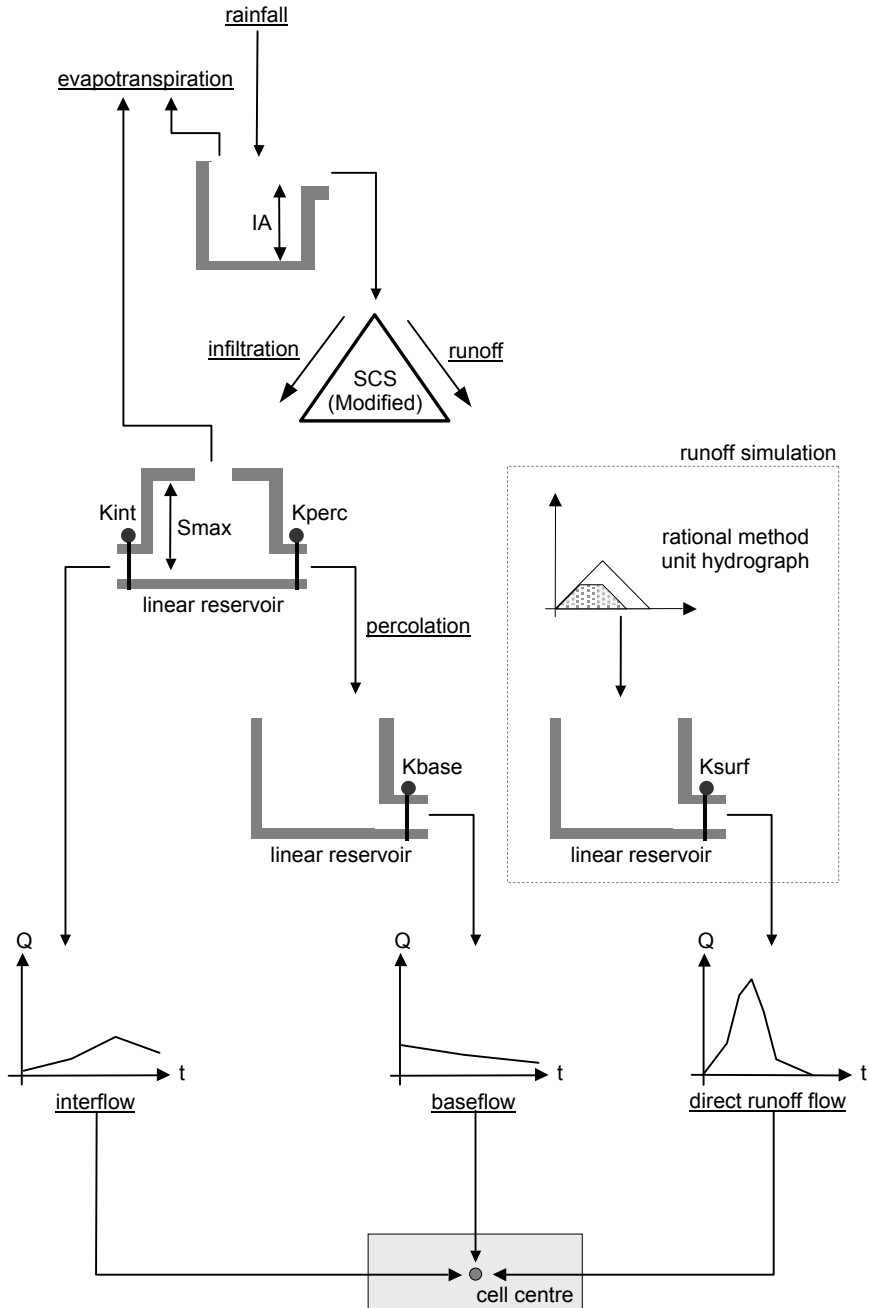 rainfall
evapotranspiration
IA
infiltration
runoff
SCS
(Modified)
runoff simulation
Kint
Kperc
Smax
rational method
unit hydrograph
linear reservoir
percolation
Kbase
Ksurf
linear reservoir
linear reservoir
Q
Q
Q
t
t
t
interflow
baseflow
direct runoff flow
cell centre